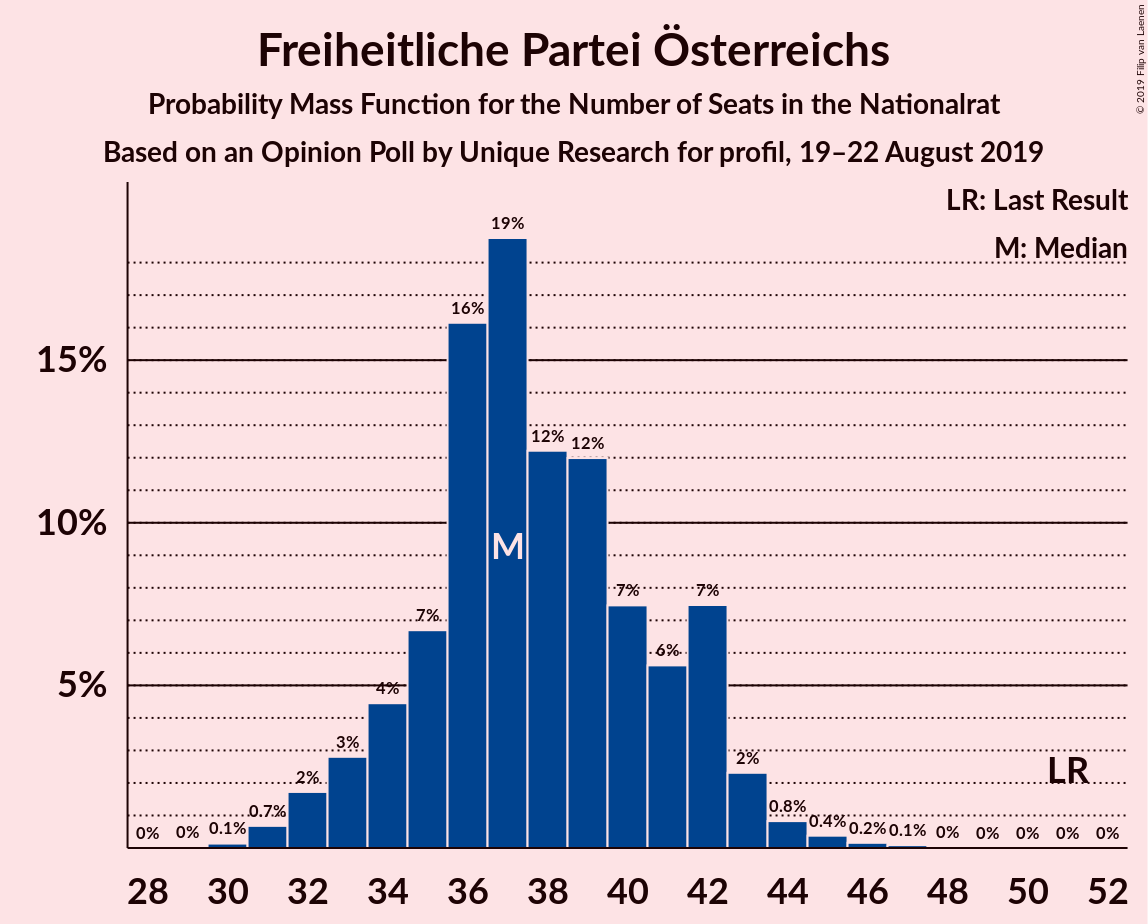 Freiheitliche Partei Österreichs
Probability Mass Function for the Number of Seats in the Nationalrat
Based on an Opinion Poll by Unique Research for profil, 19–22 August 2019
© 2019 Filip van Laenen
LR: Last Result
M: Median
19%
16%
15%
12% 12%
10%
M
7% 7%
7%
6%
5%
4%
3%
2%
2%
LR
0.7%
0.8%
0% 0% 0.1% 0.4% 0.2% 0.1% 0% 0% 0% 0% 0%
28 30 32 34 36 38 40 42 44 46 48 50 52